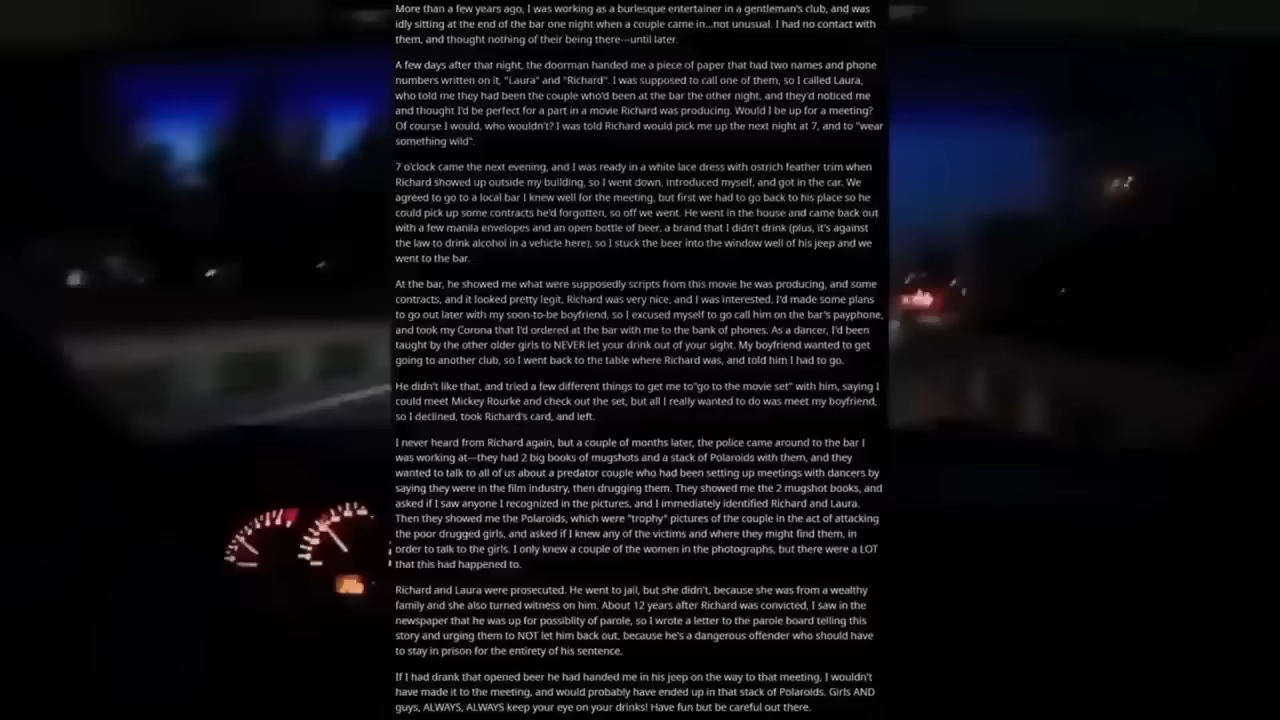 More than a few years ago, I was working as a burlesque entertainer in a gentleman's club, and was
idly sitting at the end of the bar one night when a couple came in...not unusual. I had no contact with
them, and thought nothing of their being there---until later.
A few days after that night, the doorman handed me a piece of paper that had two names and phone
numbers written on it, "Laura" and "Richard". I was supposed to call one of them, so I called Laura,
who told me they had been the couple who'd been at the bar the other night, and they'd noticed me
and thought I'd be perfect for a part in a movie Richard was producing. Would I be up for a meeting?
Of course I would, who wouldn't? I was told Richard would pick me up the next night at 7, and to "wear
something wild".
7 o'clock came the next evening, and I was ready in a white lace dress with ostrich feather trim when
Richard showed up outside my building, so I went down, introduced myself, and got in the car. We
agreed to go to a local bar I knew well for the meeting, but first we had to go back to his place so he
could pick up some contracts he'd forgotten, so off we went. He went in the house and came back out
with a few manila envelopes and an open bottle of beer, a brand that I didn't drink (plus, it's against
the law to drink alcohol in a vehicle here), so I stuck the beer into the window well of his jeep and we
went to the bar.
At the bar, he showed me what were supposedly scripts from this movie he was producing, and some
contracts, and it looked pretty legit, Richard was very nice, and I was interested. I'd made some plans
to go out later with my soon-to-be boyfriend, so I excused myself to go call him on the bar's payphone,
and took my Corona that I'd ordered at the bar with me to the bank of phones. As a dancer, I'd been
taught by the other older girls to NEVER let your drink out of your sight. My boyfriend wanted to get
going to another club, so I went back to the table where Richard was, and told him I had to go.
He didn't like that, and tried a few different things to get me to"go to the movie set" with him, saying I
could meet Mickey Rourke and check out the set, but all I really wanted to do was meet my boyfriend,
so I declined, took Richard's card, and left.
I never heard from Richard again, but a couple of months later, the police came around to the bar I
was working at---they had 2 big books of mugshots and a stack of Polaroids with them, and they
wanted to talk to all of us about a predator couple who had been setting up meetings with dancers by
saying they were in the film industry, then drugging them. They showed me the 2 mugshot books, and
asked if I saw anyone I recognized in the pictures, and I immediately identified Richard and Laura.
Then they showed me the Polaroids, which were "trophy" pictures of the couple in the act of attacking
the poor drugged girls, and asked if I knew any of the victims and where they might find them, in
order to talk to the girls. I only knew a couple of the women in the photographs, but there were a LOT
that this had happened to.
Richard and Laura were prosecuted. He went to jail, but she didn't, because she was from a wealthy
family and she also turned witness on him. About 12 years after Richard was convicted, I saw in the
newspaper that he was up for possiblity of parole, so I wrote a letter to the parole board telling this
story and urging them to NOT let him back out, because he's a dangerous offender who should have
to stay in prison for the entirety of his sentence.
If I had drank that opened beer he had handed me in his jeep on the way to that meeting, I wouldn't
have made it to the meeting, and would probably have ended up in that stack of Polaroids. Girls AND
guys, ALWAYS, ALWAYS keep your eye on your drinks! Have fun but be careful out there.